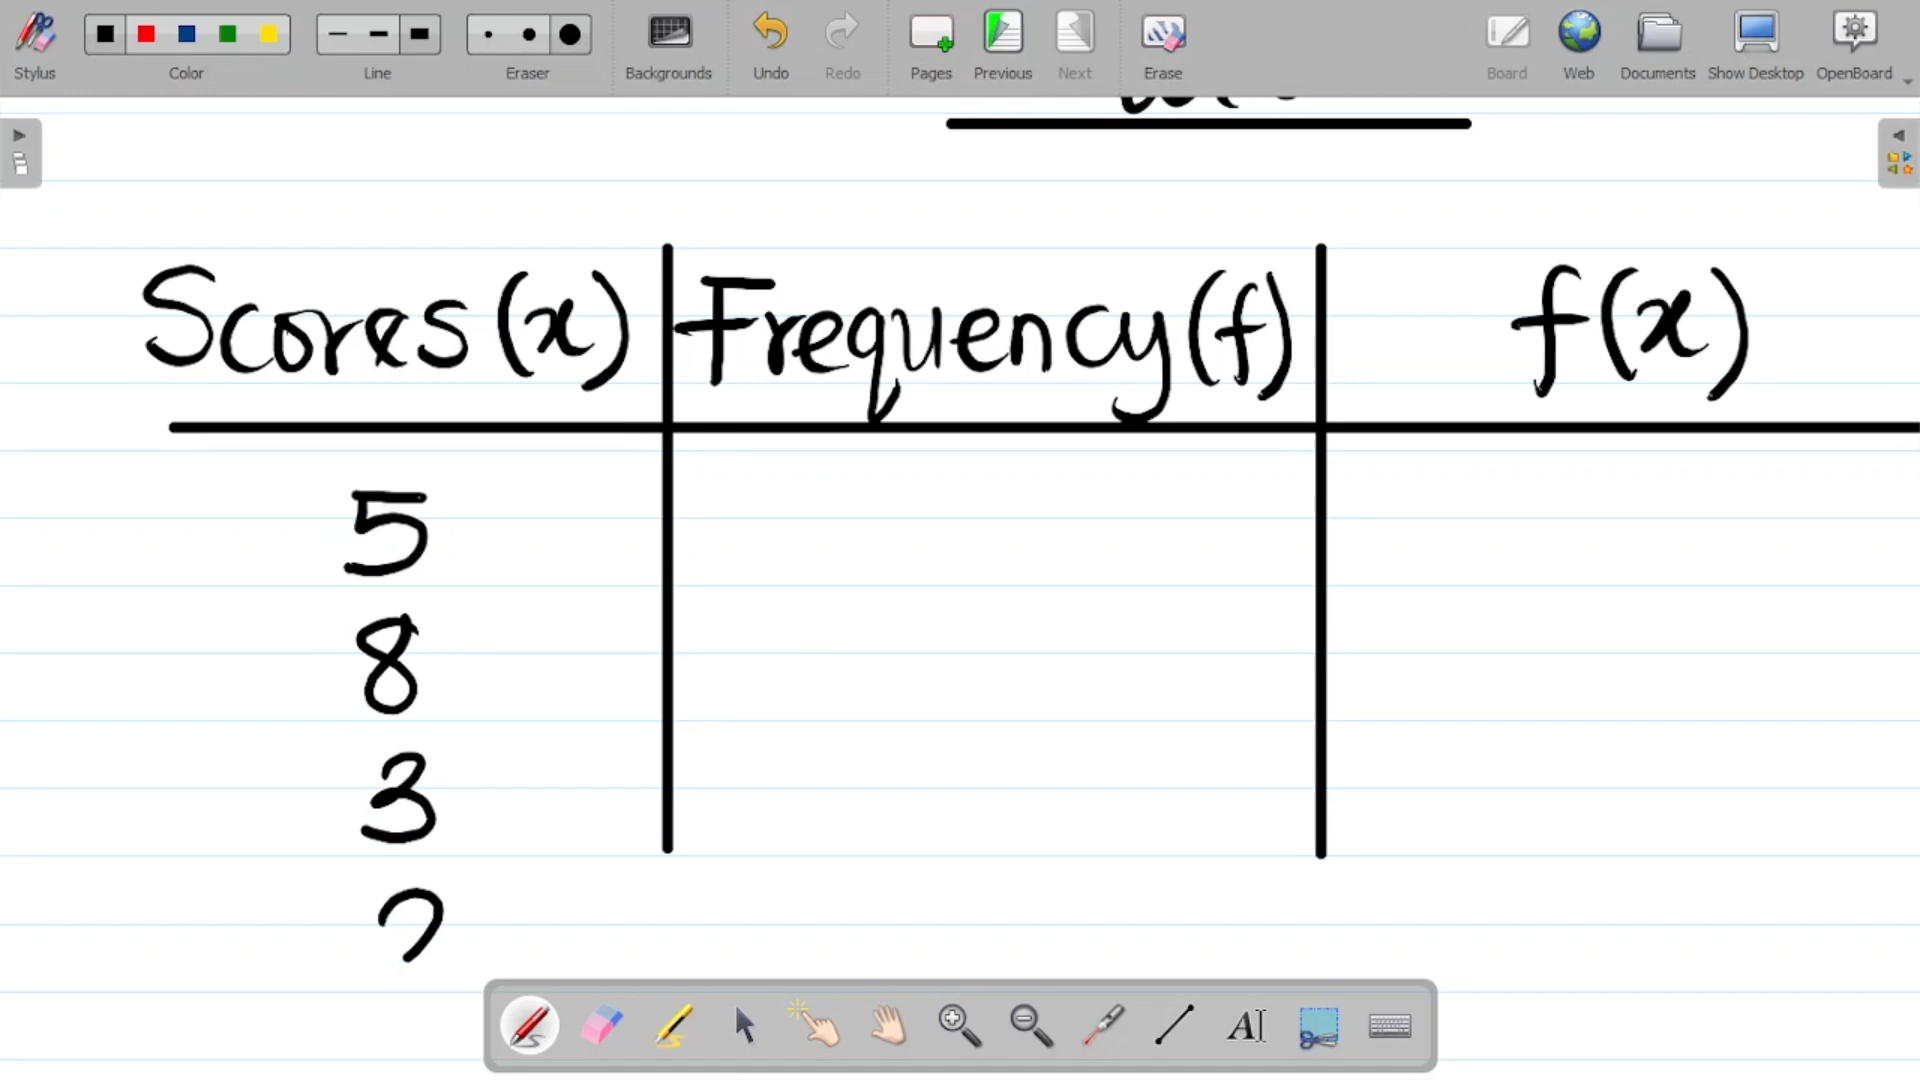 Stylus Color Line Eraser Backgrounds Undo Redo Pages Previous Next Erase Board Web Documents Show Desktop OpenBoard
Scores (x) Frequency (f) f(x)
5
8
3